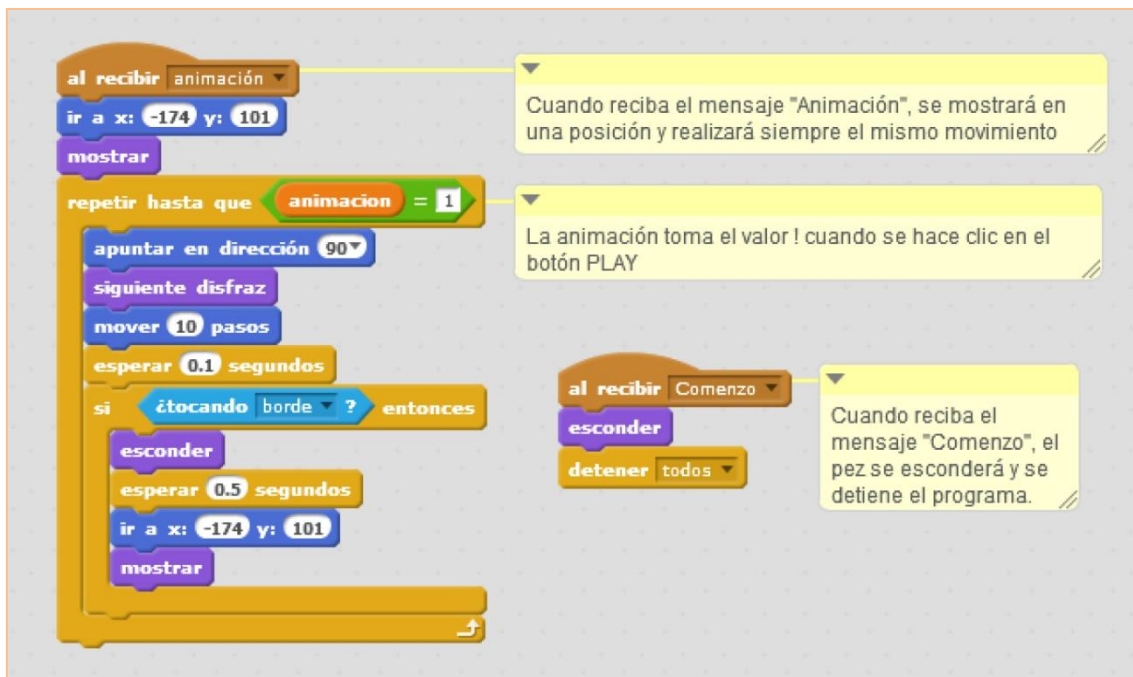 al recibir animación
ir a x: -174 y: 101
mostrar
repetir hasta que animacion = 1
apuntar en dirección 90
siguiente disfraz
mover 10 pasos
esperar 0.1 segundos
si ¿tocando borde ? entonces
esconder
esperar 0.5 segundos
ir a x: -174 y: 101
mostrar
Cuando reciba el mensaje "Animación", se mostrará en
una posición y realizará siempre el mismo movimiento
La animación toma el valor ! cuando se hace clic en el
botón PLAY
al recibir Comenzo
esconder
detener todos
Cuando reciba el
mensaje "Comenzo", el
pez se esconderá y se
detiene el programa.